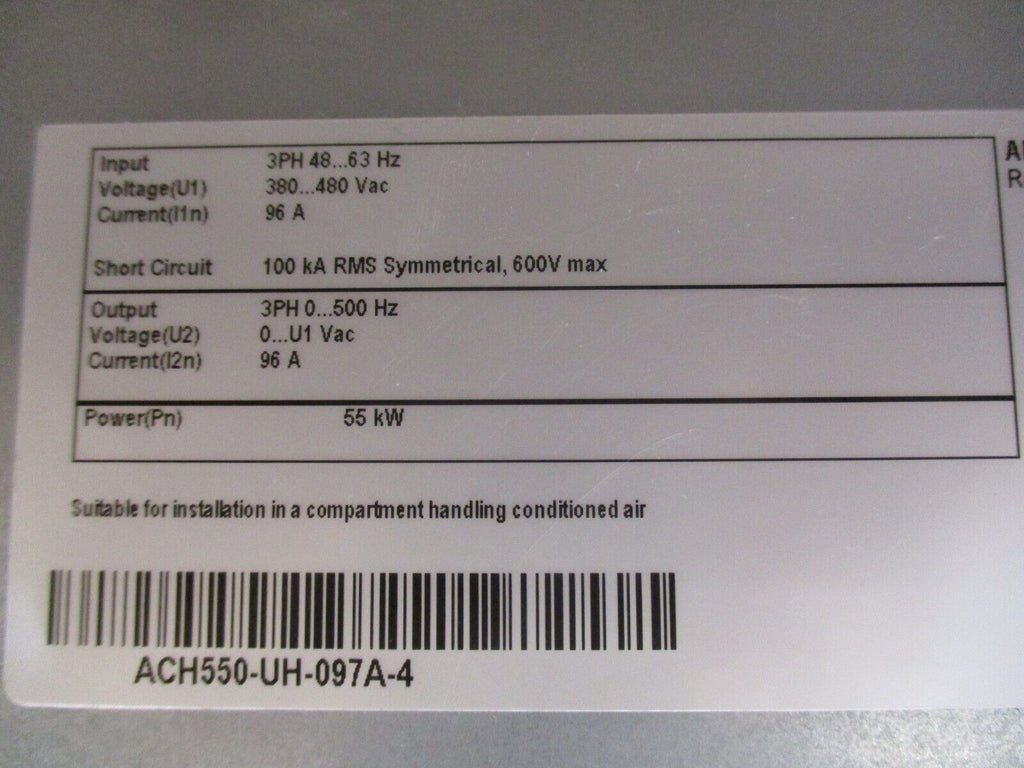 Input 3PH 48...63 Hz
Voltage(U1) 380...480 Vac
Current(I1n) 96 A
Short Circuit 100 kA RMS Symmetrical, 600V max
Output 3PH 0...500 Hz
Voltage(U2) 0...U1 Vac
Current(I2n) 96 A
Power(Pn) 55 kW
Suitable for installation in a compartment handling conditioned air
ACH550-UH-097A-4